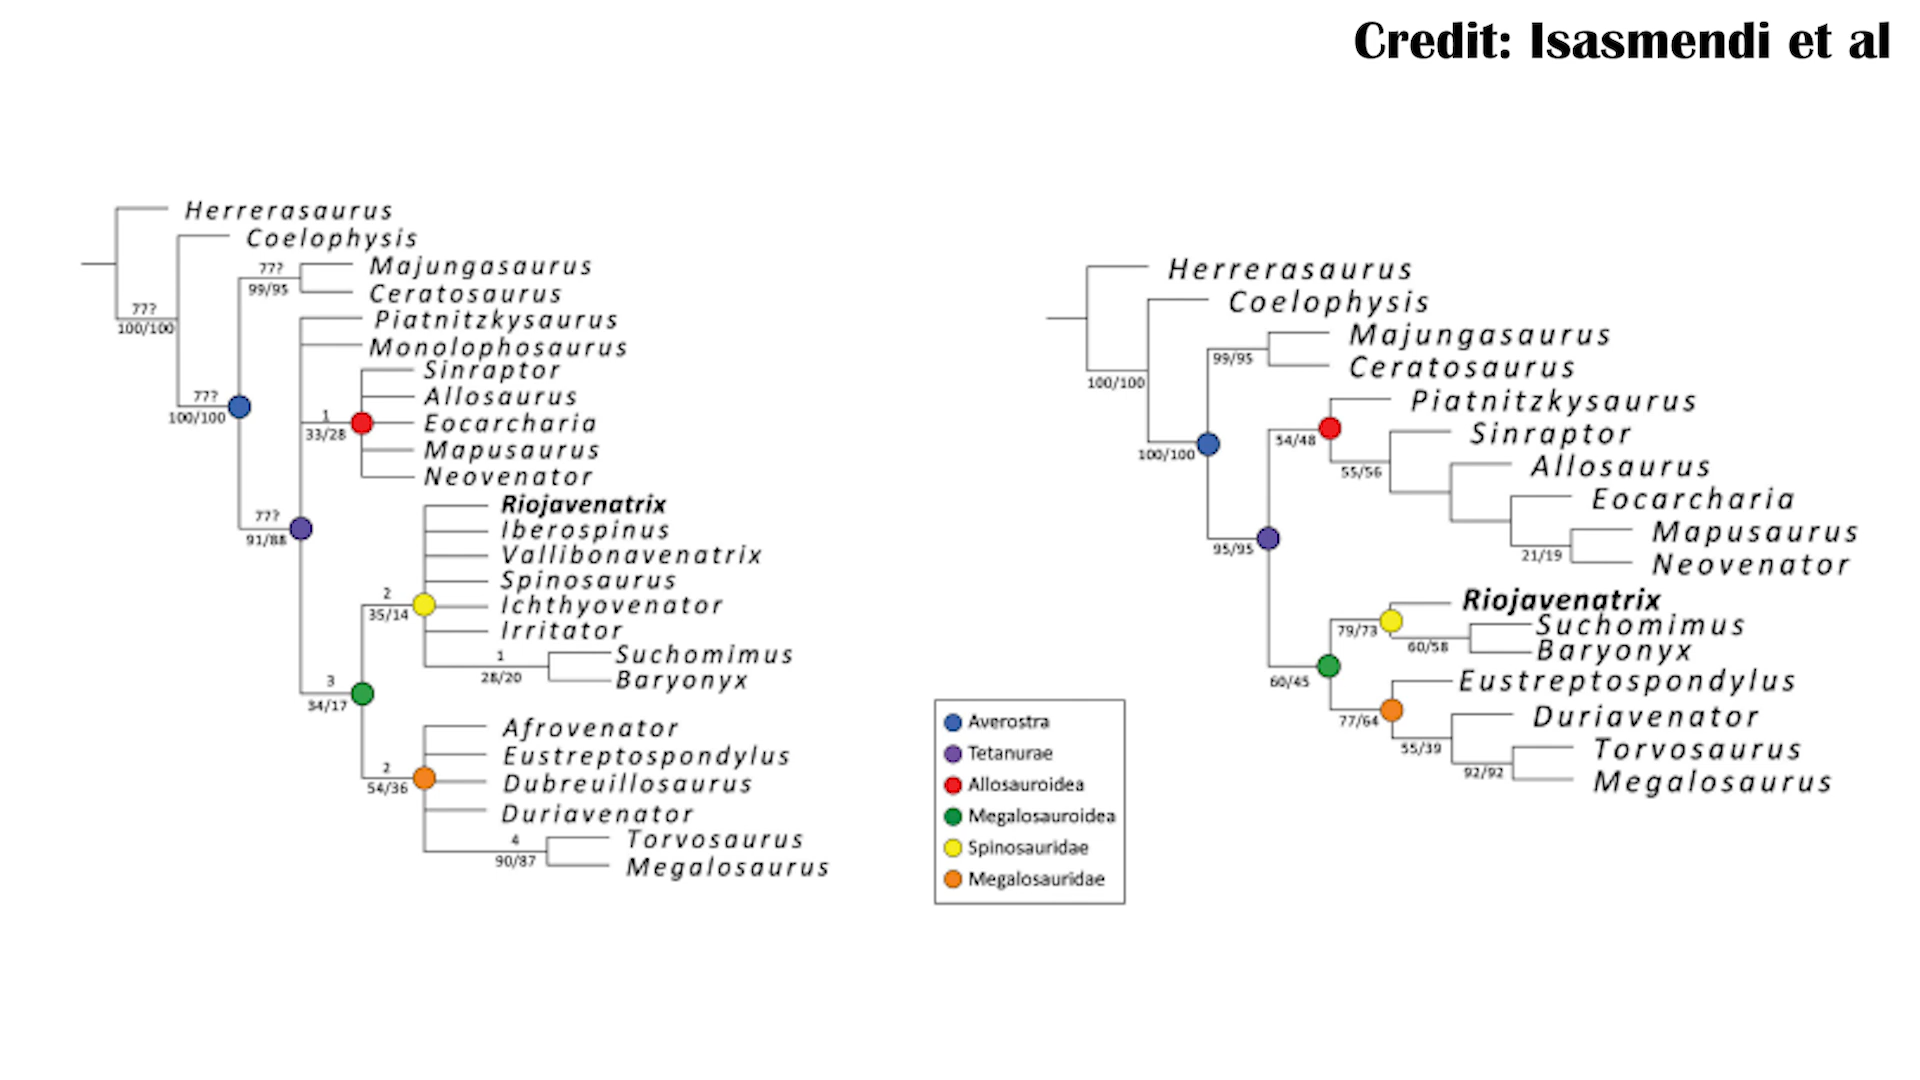 Credit: Isasmendi et al
Herrerasaurus
Coelophysis
77?
Majungasaurus
99/95
Ceratosaurus
77?
Piatnitzkysaurus
100/100
Monolophosaurus
Sinraptor
77?
Allosaurus
100/100
1
Eocarcharia
33/28
Mapusaurus
Neovenator
Riojavenatrix
77?
Iberospinus
91/88
Vallibonavenatrix
Spinosaurus
2
Ichthyovenator
35/14
Irritator
1
Suchomimus
28/20
Baryonyx
3
34/17
Afrovenator
Eustreptospondylus
2
Dubreuillosaurus
54/36
Duriavenator
4
Torvosaurus
90/87
Megalosaurus
Averostra
Tetanurae
Allosauroidea
Megalosauroidea
Spinosauridae
Megalosauridae
Herrerasaurus
Coelophysis
Majungasaurus
99/95
Ceratosaurus
100/100
Piatnitzkysaurus
54/48
Sinraptor
100/100
55/56
Allosaurus
Eocarcharia
Mapusaurus
95/95
21/19
Neovenator
Riojavenatrix
79/73
Suchomimus
60/58
Baryonyx
60/45
Eustreptospondylus
77/64
Duriavenator
55/39
Torvosaurus
92/92
Megalosaurus